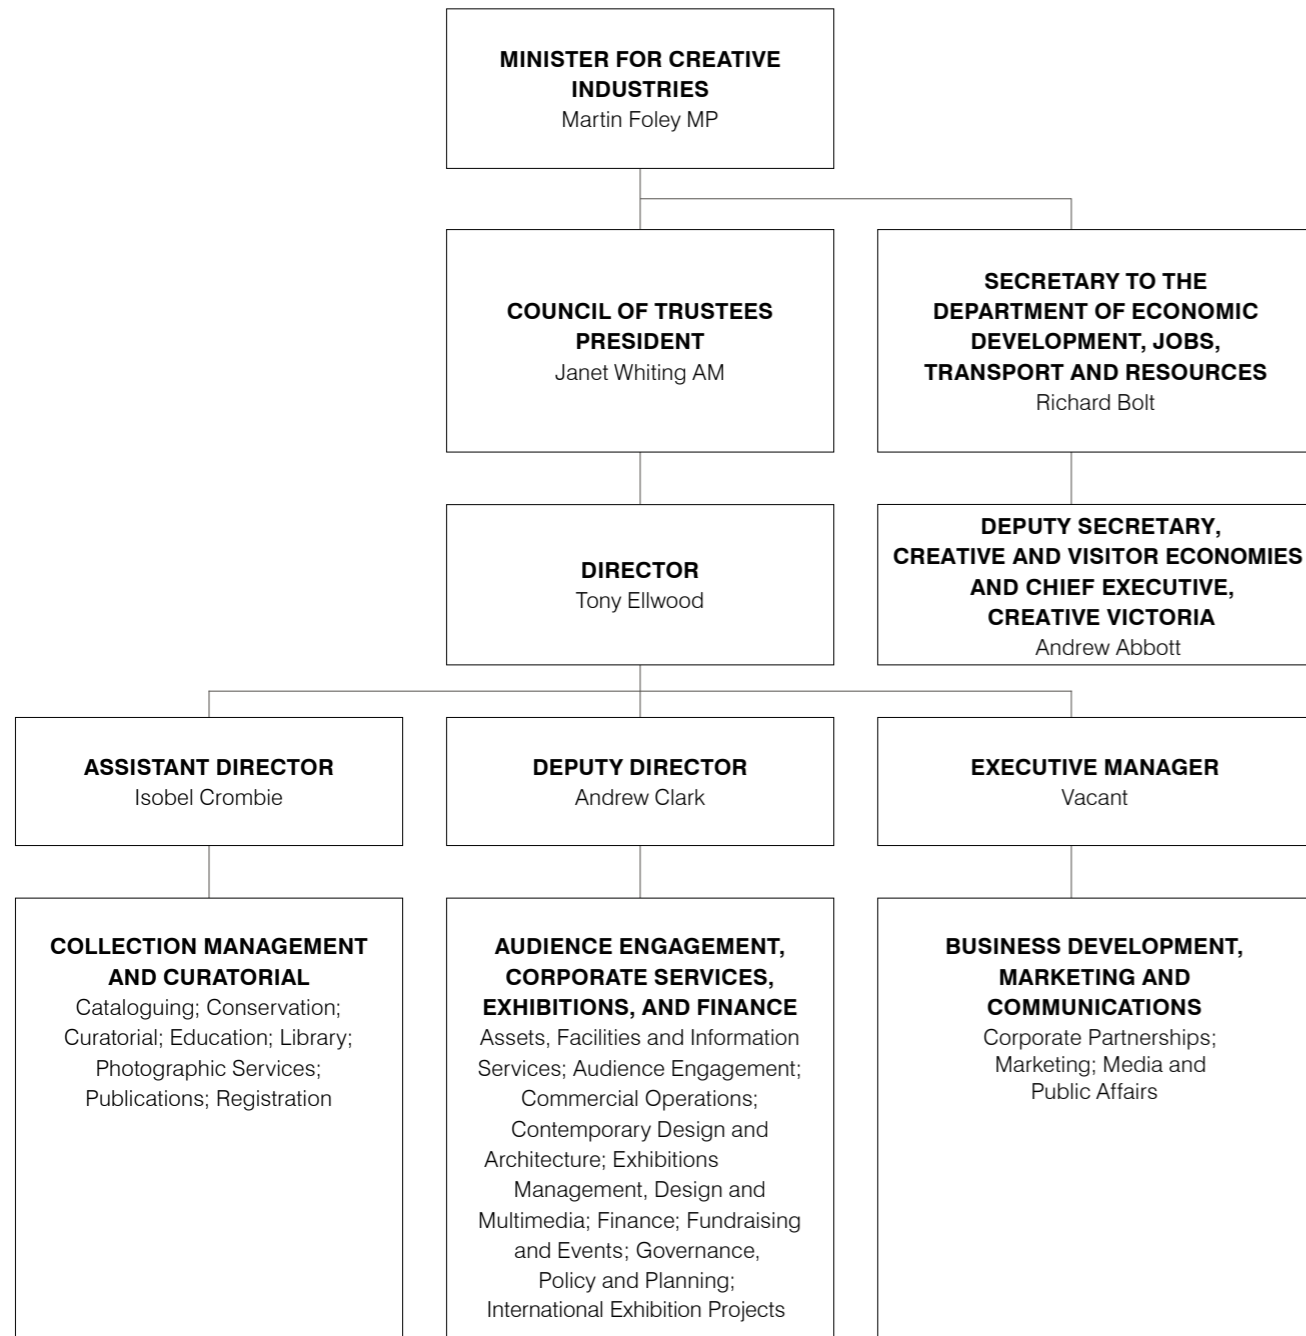 MINISTER FOR CREATIVE
INDUSTRIES
Martin Foley MP
COUNCIL OF TRUSTEES
PRESIDENT
Janet Whiting AM
SECRETARY TO THE
DEPARTMENT OF ECONOMIC
DEVELOPMENT, JOBS,
TRANSPORT AND RESOURCES
Richard Bolt
DIRECTOR
Tony Ellwood
DEPUTY SECRETARY,
CREATIVE AND VISITOR ECONOMIES
AND CHIEF EXECUTIVE,
CREATIVE VICTORIA
Andrew Abbott
ASSISTANT DIRECTOR
Isobel Crombie
DEPUTY DIRECTOR
Andrew Clark
EXECUTIVE MANAGER
Vacant
COLLECTION MANAGEMENT
AND CURATORIAL
Cataloguing; Conservation;
Curatorial; Education; Library;
Photographic Services;
Publications; Registration
AUDIENCE ENGAGEMENT,
CORPORATE SERVICES,
EXHIBITIONS, AND FINANCE
Assets, Facilities and Information
Services; Audience Engagement;
Commercial Operations;
Contemporary Design and
Architecture; Exhibitions
Management, Design and
Multimedia; Finance; Fundraising
and Events; Governance,
Policy and Planning;
International Exhibition Projects
BUSINESS DEVELOPMENT,
MARKETING AND
COMMUNICATIONS
Corporate Partnerships;
Marketing; Media and
Public Affairs